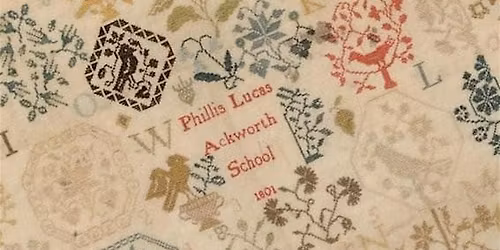 L
I O W
Phillis Lucas
Ackworth
School
1801